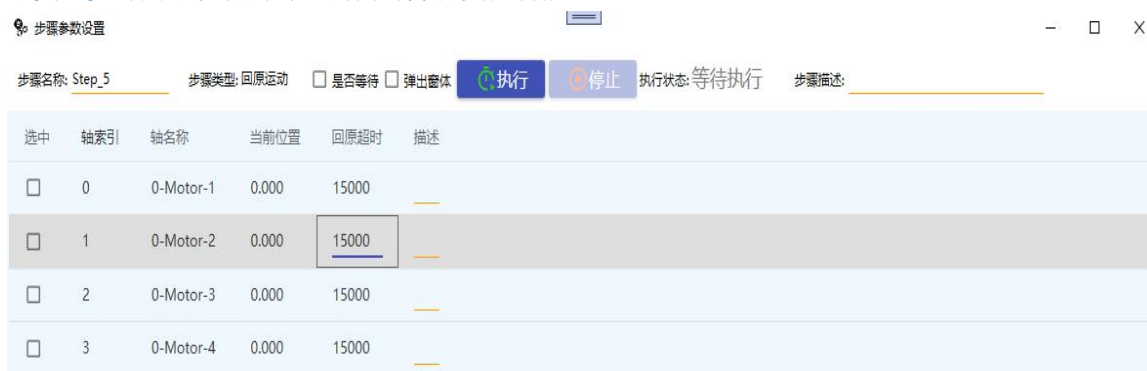 步骤参数设置
步骤名称: Step_5 步骤类型: 回原运动 是否等待 弹出窗体 执行 停止 执行状态: 等待执行 步骤描述:
选中 轴索引 轴名称 当前位置 回原超时 描述
0 0-Motor-1 0.000 15000
1 0-Motor-2 0.000 15000
2 0-Motor-3 0.000 15000
3 0-Motor-4 0.000 15000